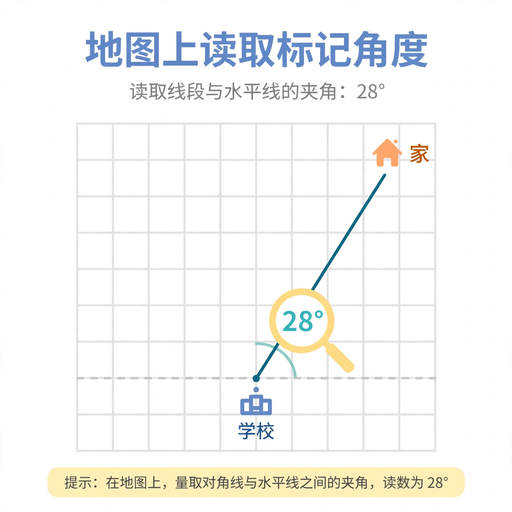 地图上读取标记角度
读取线段与水平线的夹角：28°
家
28°
学校
提示：在地图上，量取对角线与水平线之间的夹角，读数为 28°